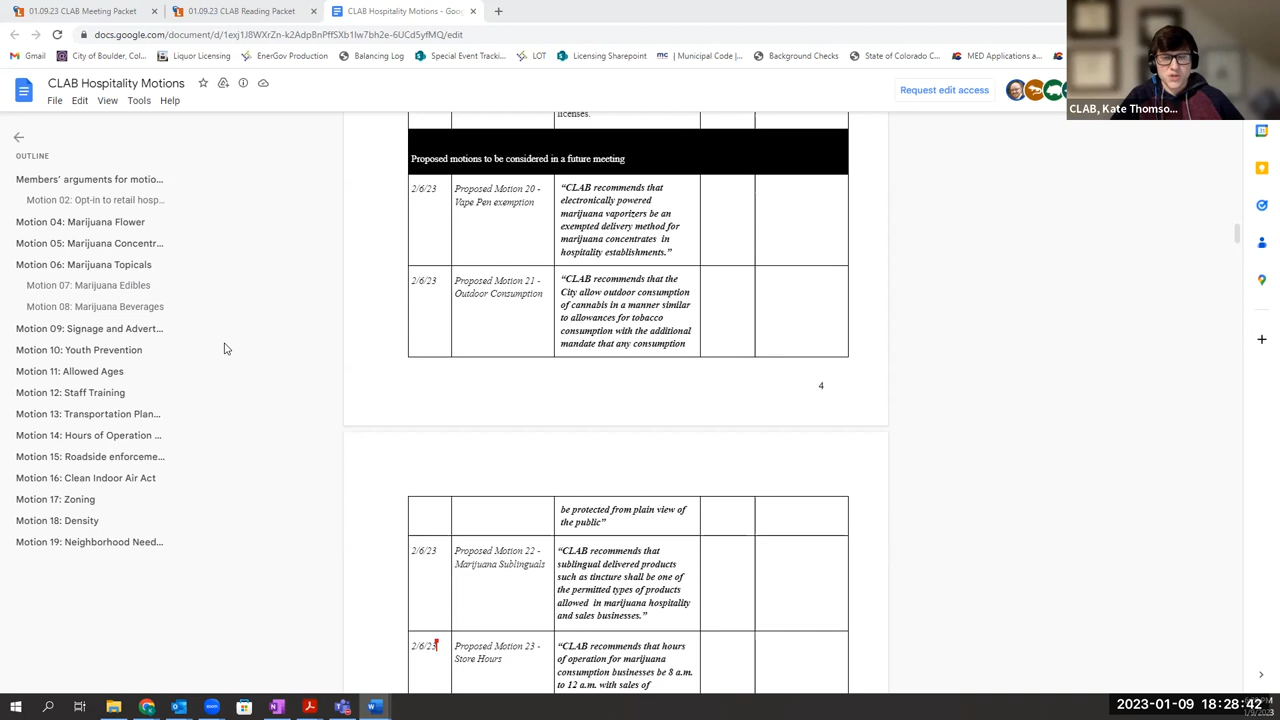 01.09.23 CLAB Meeting Packet
01.09.23 CLAB Reading Packet
CLAB Hospitality Motions - Goog
docs.google.com/document/d/1exj1J8WXrZn-k2AdpBnPffSXb1Iw7bh2e-6UCd5yfMQ/edit
Gmail
City of Boulder, Col...
Liquor Licensing
EnerGov Production
Balancing Log
Special Event Tracki...
LOT
Licensing Sharepoint
mc | Municipal Code /...
Background Checks
State of Colorado C...
MED Applications a...
CLAB Hospitality Motions
File Edit View Tools Help
Request edit access
CLAB, Kate Thomso...
OUTLINE
Members' arguments for motio...
Motion 02: Opt-in to retail hosp...
Motion 04: Marijuana Flower
Motion 05: Marijuana Concentr...
Motion 06: Marijuana Topicals
Motion 07: Marijuana Edibles
Motion 08: Marijuana Beverages
Motion 09: Signage and Advert...
Motion 10: Youth Prevention
Motion 11: Allowed Ages
Motion 12: Staff Training
Motion 13: Transportation Plan...
Motion 14: Hours of Operation ...
Motion 15: Roadside enforceme...
Motion 16: Clean Indoor Air Act
Motion 17: Zoning
Motion 18: Density
Motion 19: Neighborhood Need...
licenses.
Proposed motions to be considered in a future meeting
2/6/23
Proposed Motion 20 -
Vape Pen exemption
“CLAB recommends that
electronically powered
marijuana vaporizers be an
exempted delivery method for
marijuana concentrates in
hospitality establishments.”
2/6/23
Proposed Motion 21 -
Outdoor Consumption
“CLAB recommends that the
City allow outdoor consumption
of cannabis in a manner similar
to allowances for tobacco
consumption with the additional
mandate that any consumption
4
be protected from plain view of
the public”
2/6/23
Proposed Motion 22 -
Marijuana Sublinguals
“CLAB recommends that
sublingual delivered products
such as tincture shall be one of
the permitted types of products
allowed in marijuana hospitality
and sales businesses.”
2/6/23
Proposed Motion 23 -
Store Hours
“CLAB recommends that hours
of operation for marijuana
consumption businesses be 8 a.m.
to 12 a.m. with sales of
2023-01-09 18:28:42